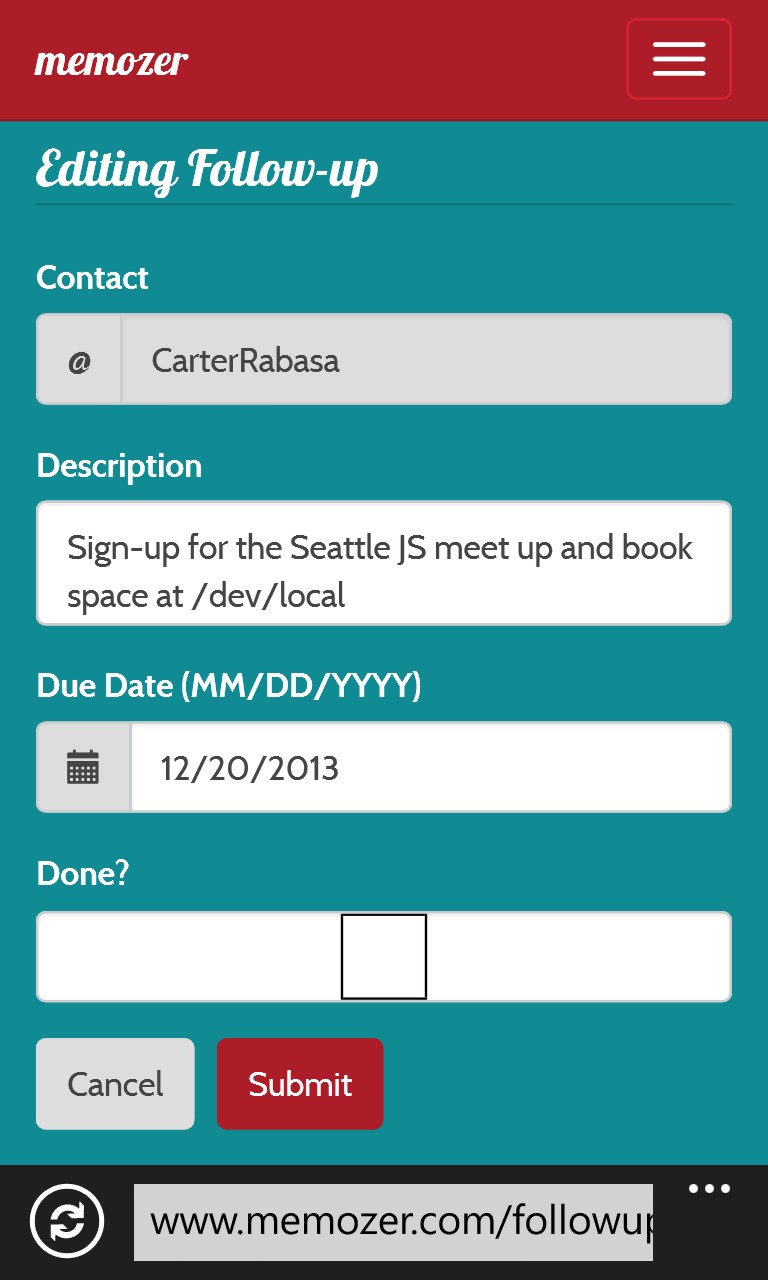 memozer
Editing Follow-up
Contact
@ CarterRabasa
Description
Sign-up for the Seattle JS meet up and book
space at /dev/local
Due Date (MM/DD/YYYY)
12/20/2013
Done?
Cancel Submit
www.memozer.com/followup